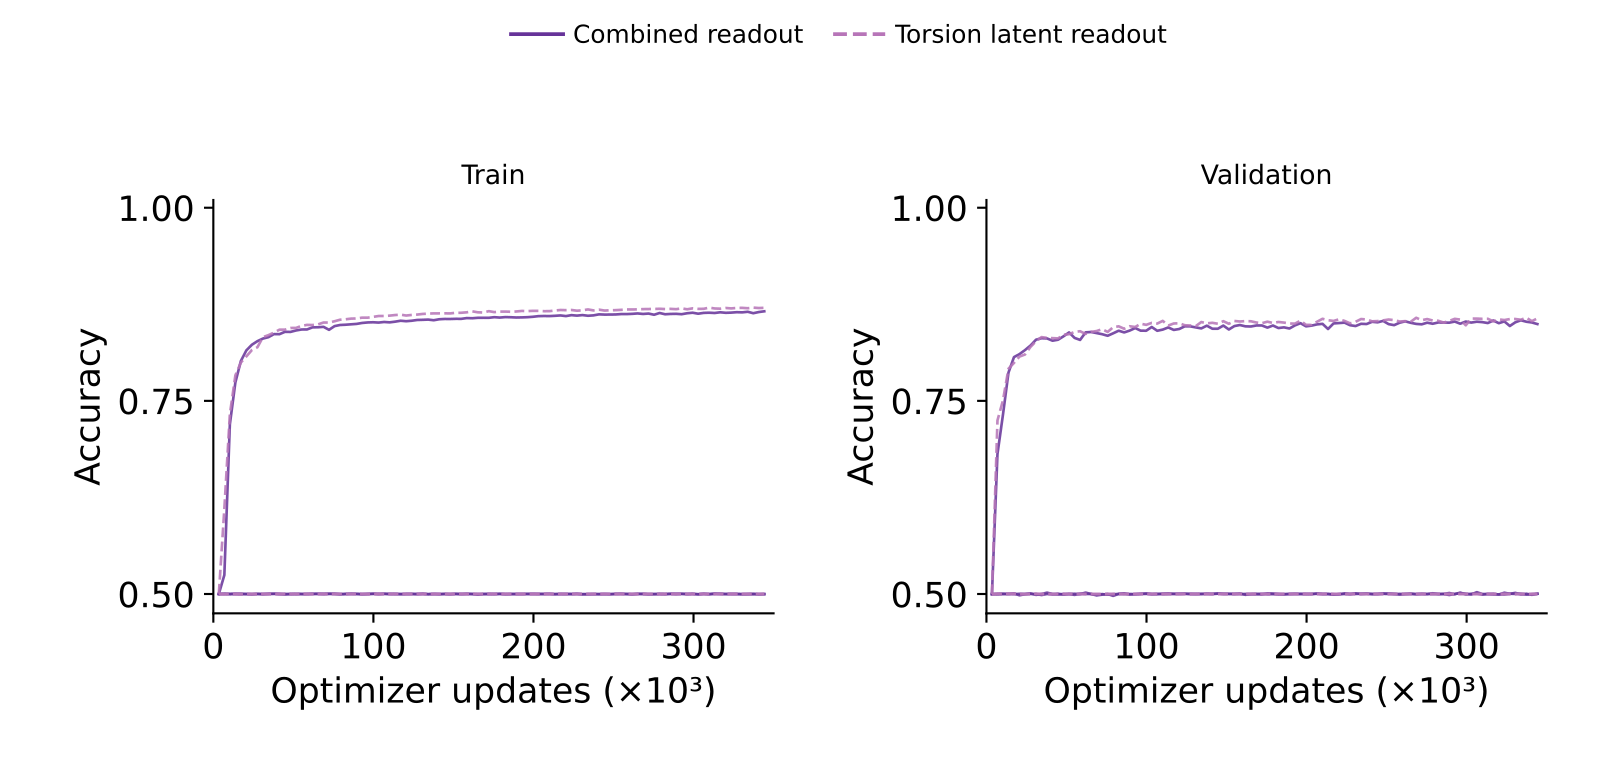 Combined readout Torsion latent readout
Train
1.00
0.75
0.50
Accuracy
0 100 200 300
Optimizer updates (×10³)
Validation
1.00
0.75
0.50
Accuracy
0 100 200 300
Optimizer updates (×10³)